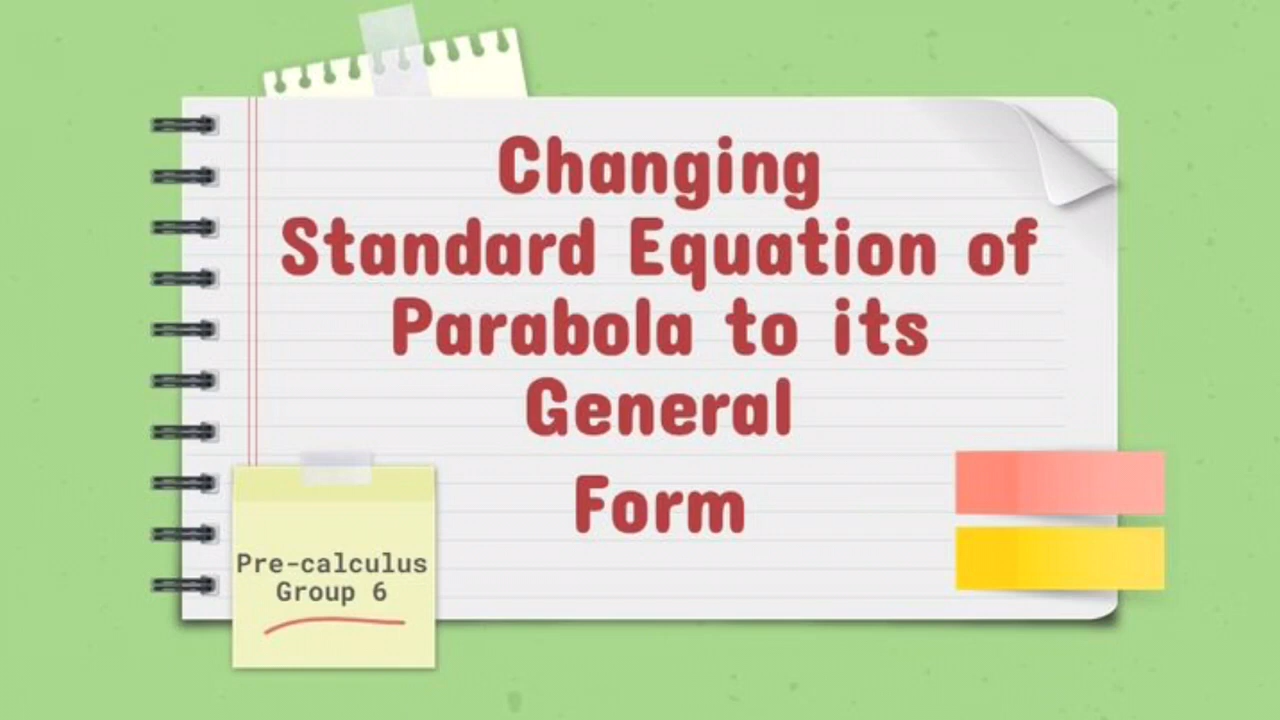 Changing
Standard Equation of
Parabola to its
General
Form
Pre-calculus
Group 6